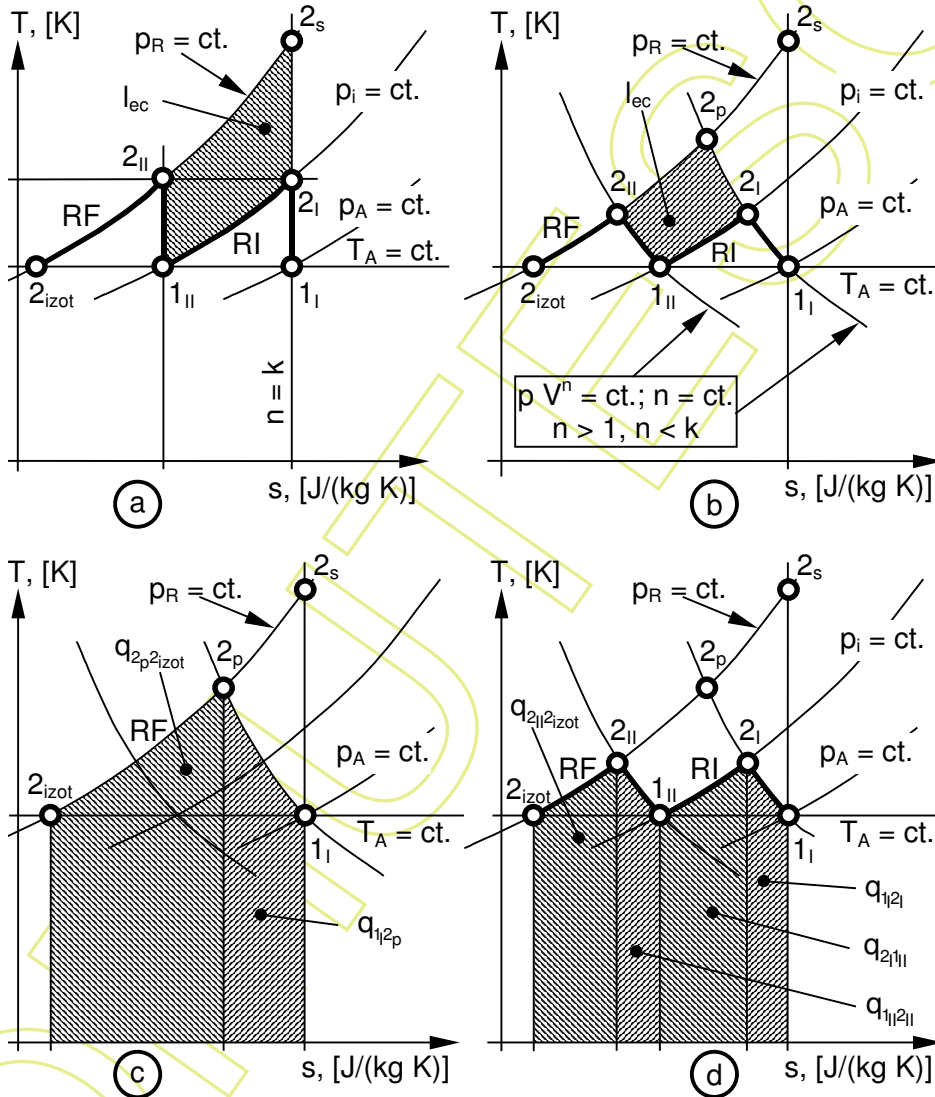 T, [K]
2s
pR = ct.
lec
pi = ct.
2II
2I
RF
RI
pA = ct.
TA = ct.
2izot
1II
1I
n = k
s, [J/(kg K)]
a
T, [K]
2s
pR = ct.
lec
pi = ct.
2p
2II
2I
RF
RI
pA = ct.
TA = ct.
2izot
1II
1I
p V^n = ct.; n = ct.
n > 1, n < k
s, [J/(kg K)]
b
T, [K]
2s
pR = ct.
q2p2izot
2p
RF
pA = ct.
2izot
TA = ct.
1I
q1I2p
s, [J/(kg K)]
c
T, [K]
2s
pR = ct.
pi = ct.
2p
q2II2izot
2II
2I
RF
RI
pA = ct.
2izot
1II
TA = ct.
1I
q1I2I
q2I1II
q1II2II
s, [J/(kg K)]
d